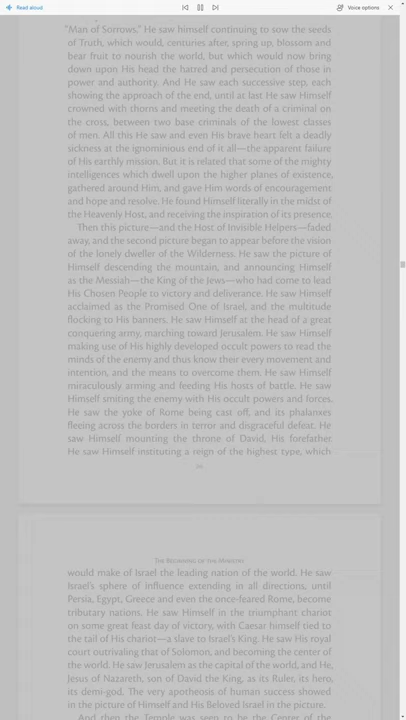 Read aloud
Voice options
"Man of Sorrows." He saw himself continuing to sow the seeds
of Truth, which would, centuries after, spring up, blossom and
bear fruit to nourish the world, but which would now bring
down upon His head the hatred and persecution of those in
power and authority. And He saw each successive step, each
showing the approach of the end, until at last He saw Himself
crowned with thorns and meeting the death of a criminal on
the cross, between two base criminals of the lowest classes
of men. All this He saw and even His brave heart felt a deadly
sickness at the ignominious end of it all—the apparent failure
of His earthly mission. But it is related that some of the mighty
intelligences which dwell upon the higher planes of existence,
gathered around Him, and gave Him words of encouragement
and hope and resolve. He found Himself literally in the midst of
the Heavenly Host, and receiving the inspiration of its presence.
Then this picture—and the Host of Invisible Helpers—faded
away, and the second picture began to appear before the vision
of the lonely dweller of the Wilderness. He saw the picture of
Himself descending the mountain, and announcing Himself
as the Messiah—the King of the Jews—who had come to lead
His Chosen People to victory and deliverance. He saw Himself
acclaimed as the Promised One of Israel, and the multitude
flocking to His banners. He saw Himself at the head of a great
conquering army, marching toward Jerusalem. He saw Himself
making use of His highly developed occult powers to read the
minds of the enemy and thus know their every movement and
intention, and the means to overcome them. He saw Himself
miraculously arming and feeding His hosts of battle. He saw
Himself smiting the enemy with His occult powers and forces.
He saw the yoke of Rome being cast off, and its phalanxes
fleeing across the borders in terror and disgraceful defeat. He
saw Himself mounting the throne of David, His forefather
He saw Himself instituting a reign of the highest type, which
The Beginning of the Ministry
would make of Israel the leading nation of the world. He saw
Israel's sphere of influence extending in all directions, until
Persia, Egypt, Greece and even the once-feared Rome, become
tributary nations. He saw Himself in the triumphant chariot
on some great feast day of victory, with Caesar himself tied to
the tail of His chariot—a slave to Israel's King. He saw His royal
court outrivaling that of Solomon, and becoming the center of
the world. He saw Jerusalem as the capital of the world, and He,
Jesus of Nazareth, son of David the King, as its Ruler, its hero,
its demi-god. The very apotheosis of human success showed
in the picture of Himself and His Beloved Israel in the picture.
And then the Temple was seen to be the Center of the